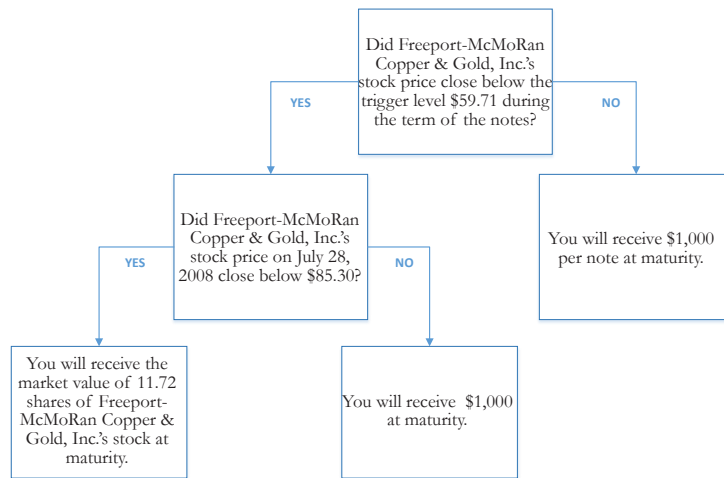 Did Freeport-McMoRan
Copper & Gold, Inc.'s
stock price close below the
trigger level $59.71 during
the term of the notes?
YES
NO
Did Freeport-McMoRan
Copper & Gold, Inc.'s
stock price on July 28,
2008 close below $85.30?
You will receive $1,000
per note at maturity.
YES
NO
You will receive the
market value of 11.72
shares of Freeport-
McMoRan Copper &
Gold, Inc.'s stock at
maturity.
You will receive $1,000
at maturity.